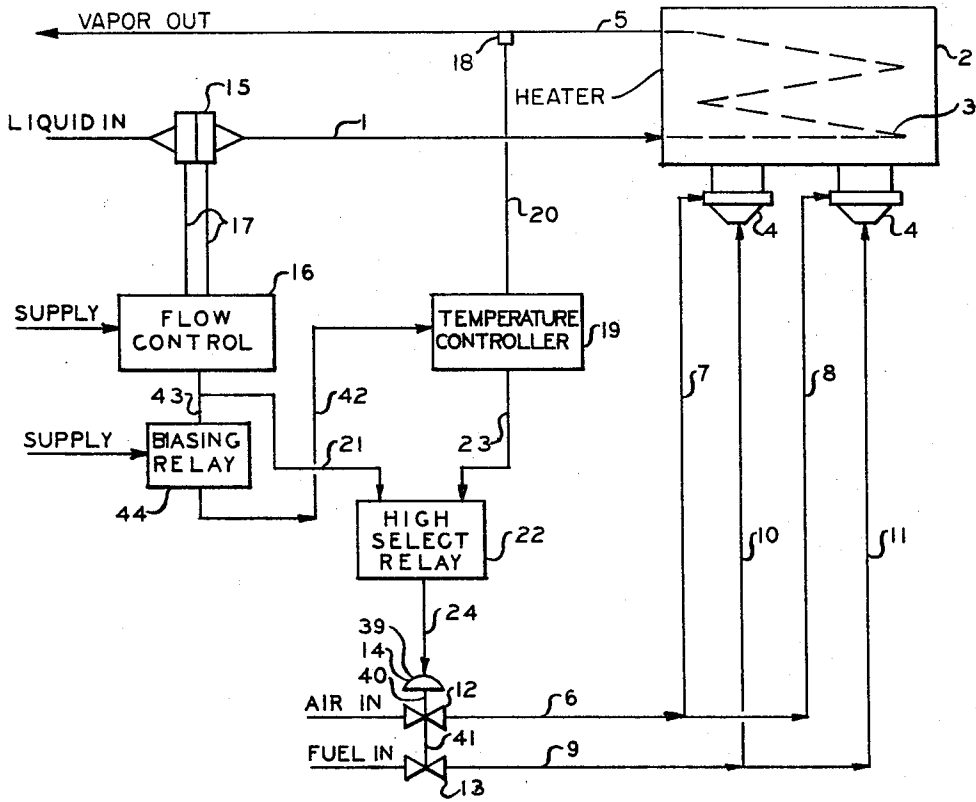 VAPOR OUT
5
18
2
15
HEATER
3
LIQUID IN
1
17
20
4
4
16
SUPPLY
FLOW
CONTROL
TEMPERATURE
CONTROLLER
19
7
8
43
42
SUPPLY
BIASING
RELAY
21
23
44
HIGH
SELECT
RELAY
22
10
11
24
39
14
40
12
AIR IN
6
41
FUEL IN
9
13